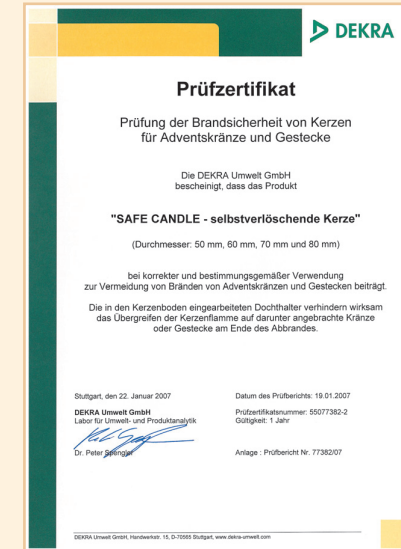 DEKRA
Prüfzertifikat
Prüfung der Brandsicherheit von Kerzen
für Adventskränze und Gestecke
Die DEKRA Umwelt GmbH
bescheinigt, dass das Produkt
"SAFE CANDLE - selbstverlöschende Kerze"
(Durchmesser: 50 mm, 60 mm, 70 mm und 80 mm)
bei korrekter und bestimmungsgemäßer Verwendung
zur Vermeidung von Bränden von Adventskränzen und Gestecken beiträgt.
Die in den Kerzenboden eingearbeiteten Dochthalter verhindern wirksam
das Übergreifen der Kerzenflamme auf darunter angebrachte Kränze
oder Gestecke am Ende des Abbrandes.
Stuttgart, den 22. Januar 2007
Datum des Prüfberichts: 19.01.2007
DEKRA Umwelt GmbH
Labor für Umwelt- und Produktanalytik
Prüfzertifikatsnummer: 55077382-2
Gültigkeit: 1 Jahr
Dr. Peter Spengler
Anlage : Prüfbericht Nr. 77382/07
DEKRA Umwelt GmbH, Handwerkstr. 15, D-70565 Stuttgart, www.dekra-umwelt.com